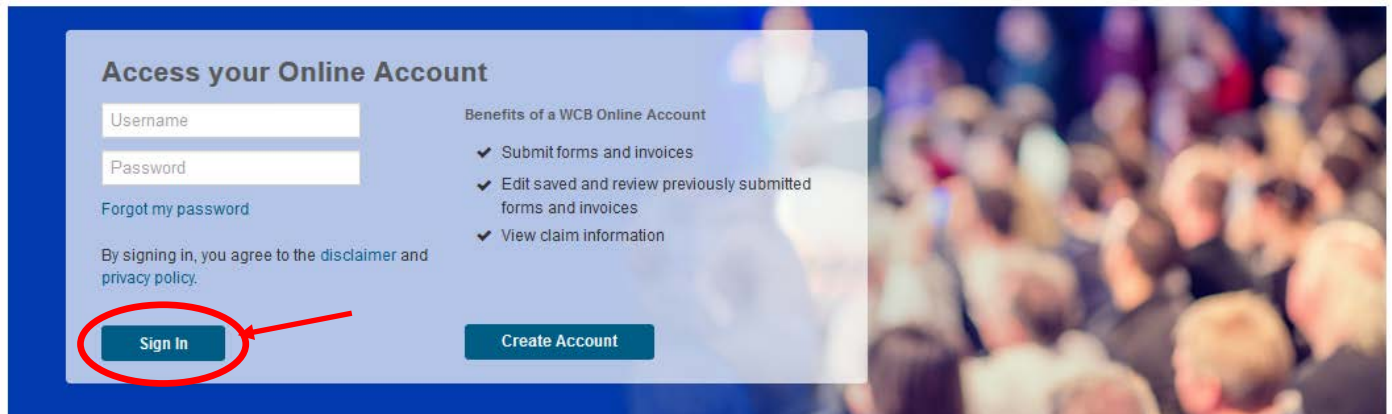 Access your Online Account
Username
Password
Forgot my password
By signing in, you agree to the disclaimer and
privacy policy.
Sign In
Benefits of a WCB Online Account
✔ Submit forms and invoices
✔ Edit saved and review previously submitted
forms and invoices
✔ View claim information
Create Account